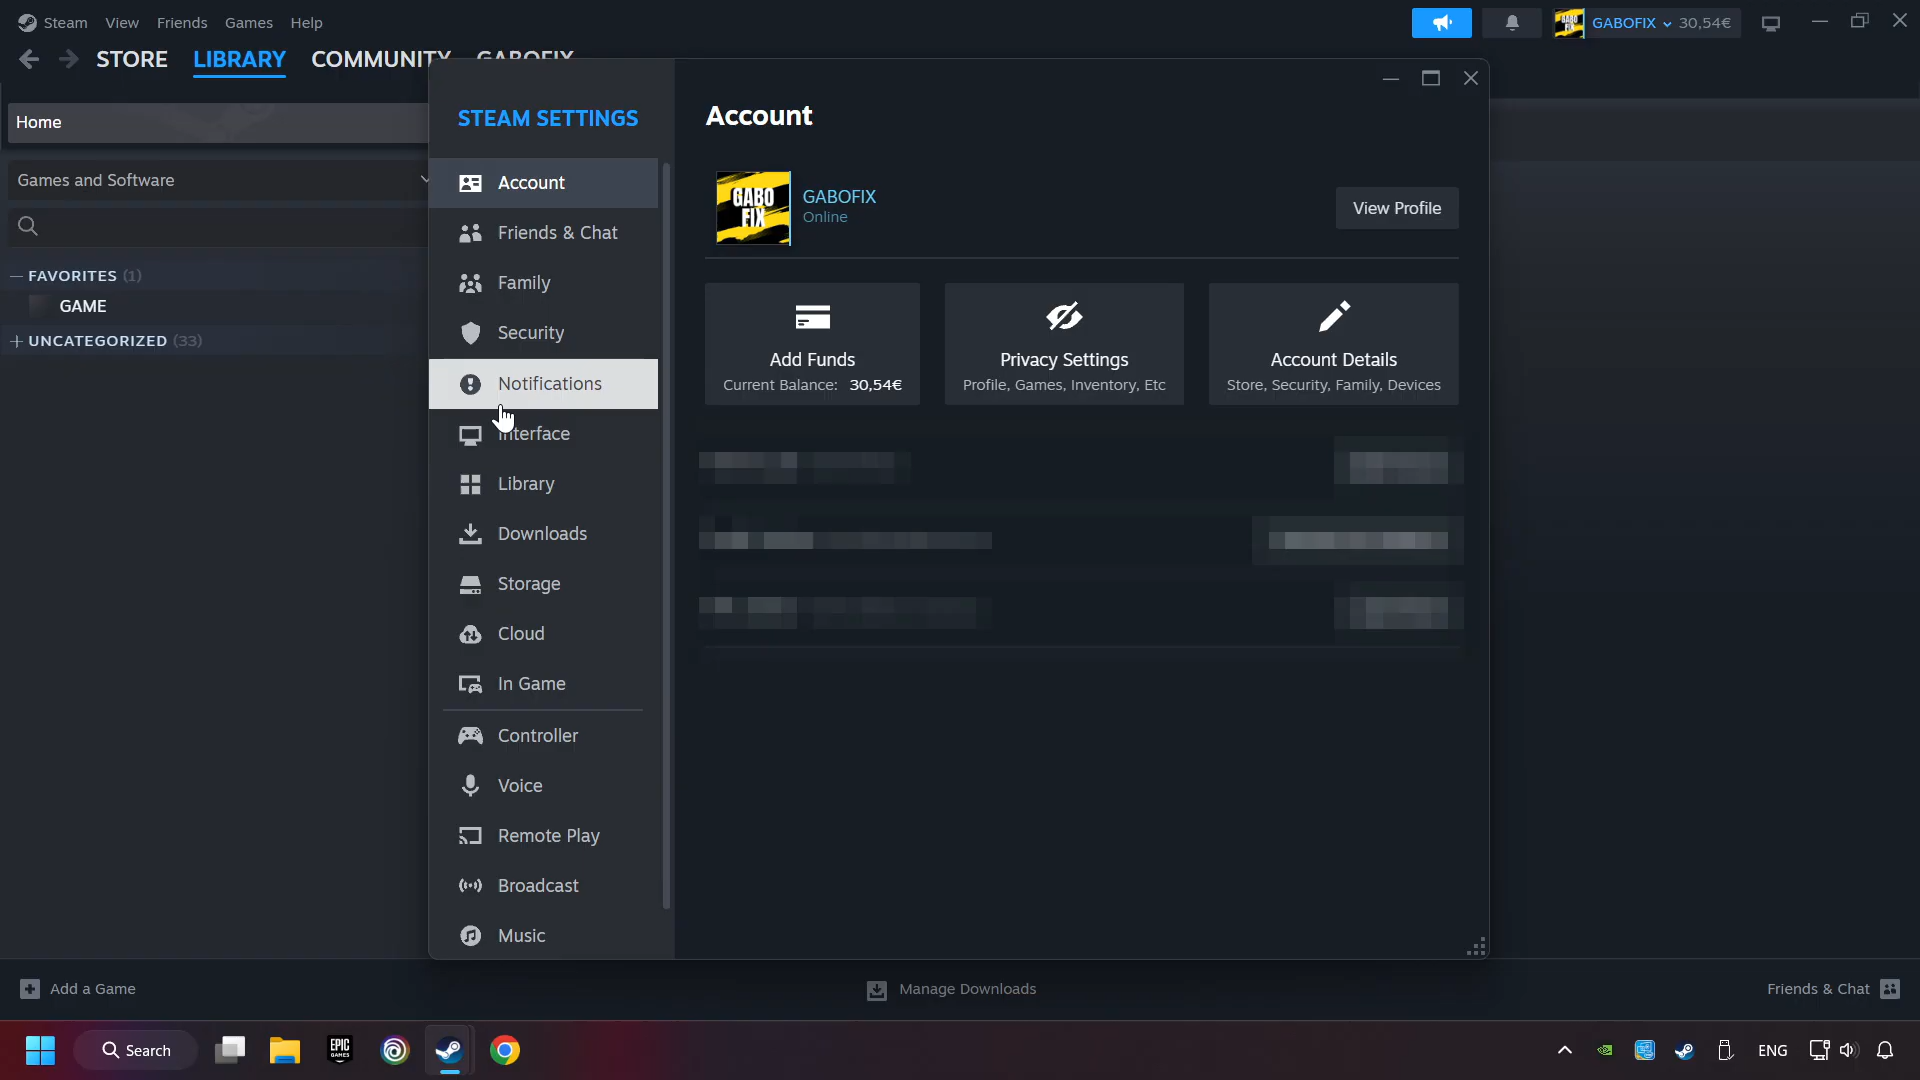 Steam View Friends Games Help
GABOFIX 30,54€
STORE LIBRARY COMMUNITY GABOFIX
Home
Games and Software
FAVORITES (1)
GAME
UNCATEGORIZED (33)
STEAM SETTINGS
Account
Friends & Chat
Family
Security
Notifications
Interface
Library
Downloads
Storage
Cloud
In Game
Controller
Voice
Remote Play
Broadcast
Music
Account
GABO
FIX
GABOFIX
Online
View Profile
Add Funds
Current Balance: 30,54€
Privacy Settings
Profile, Games, Inventory, Etc
Account Details
Store, Security, Family, Devices
Add a Game
Manage Downloads
Friends & Chat
Search
EPIC
GAMES
ENG